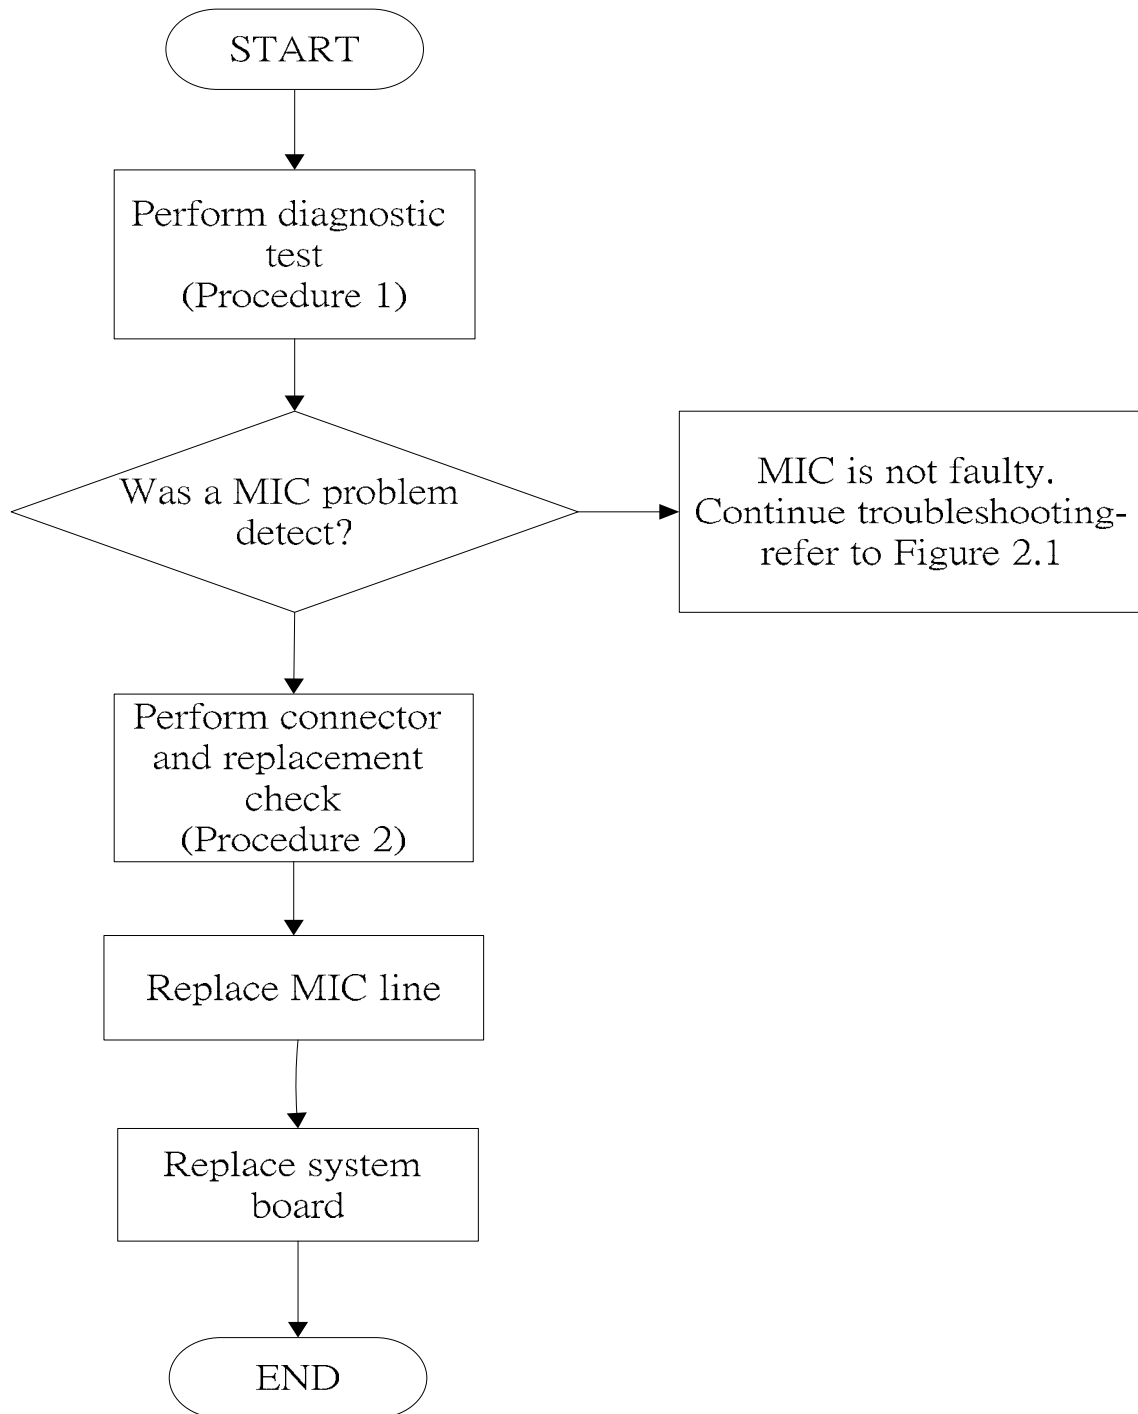 START
Perform diagnostic
test
(Procedure 1)
Was a MIC problem
detect?
MIC is not faulty.
Continue troubleshooting-
refer to Figure 2.1
Perform connector
and replacement
check
(Procedure 2)
Replace MIC line
Replace system
board
END